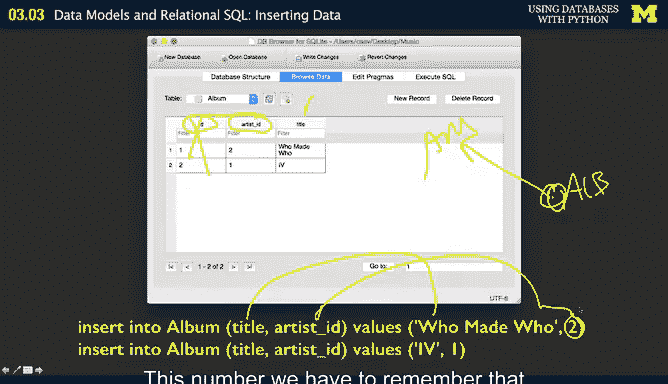 03.03 Data Models and Relational SQL: Inserting Data
USING DATABASES WITH PYTHON
DB Browser for SQLite - /Users/csev/Desktop/Music
New Database Open Database Write Changes Revert Changes
Database Structure Browse Data Edit Pragmas Execute SQL
Table: Album New Record Delete Record
id artist_id title
Filter Filter Filter
1 1 2 Who Made Who
2 2 1 IV
1 - 2 of 2 Go to: 1
UTF-8
insert into Album (title, artist_id) values ('Who Made Who', 2)
insert into Album (title, artist_id) values ('IV', 1)
This number we have to remember that